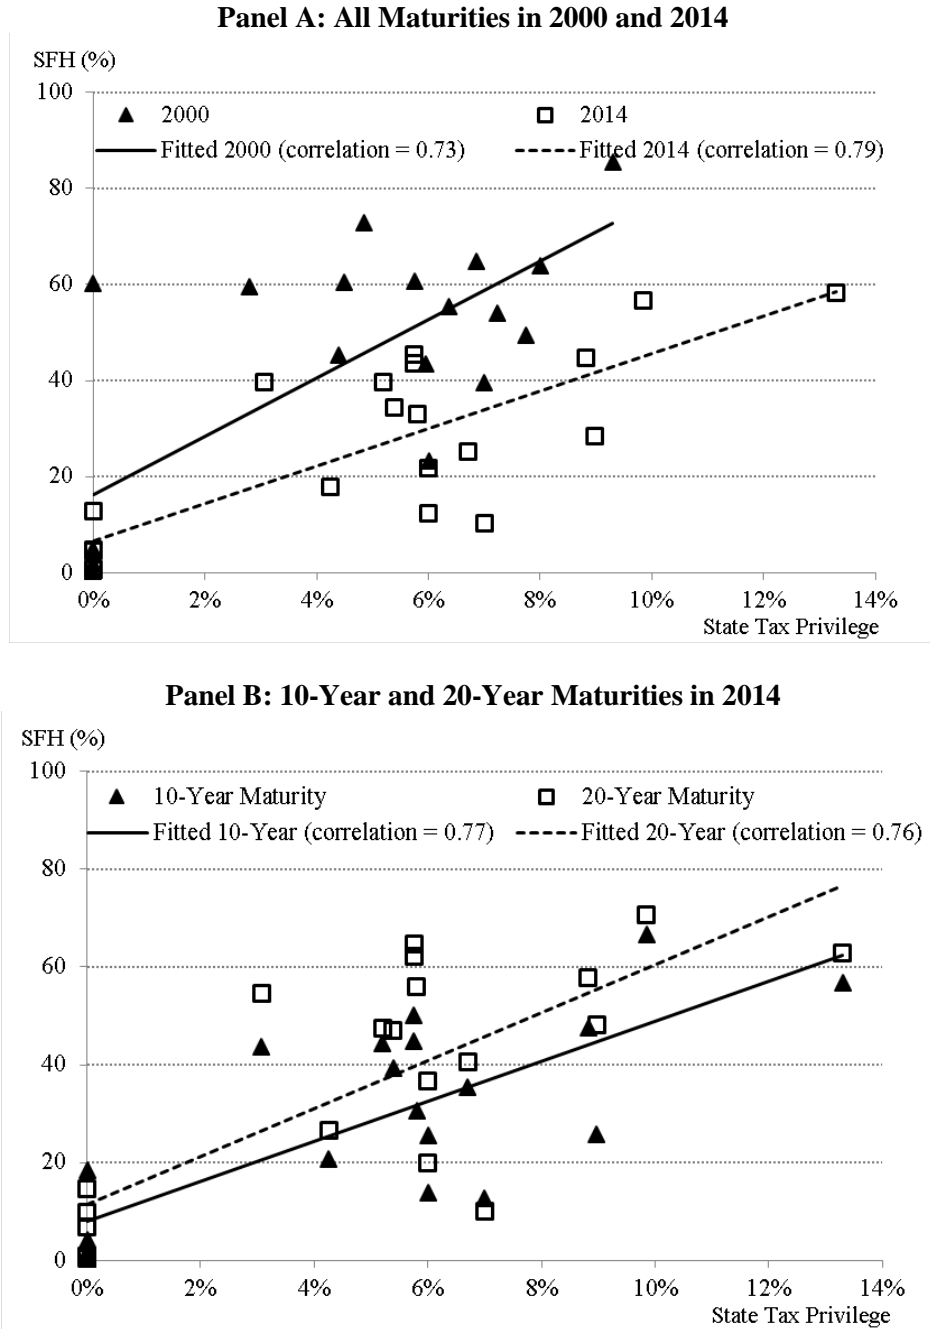 Panel A: All Maturities in 2000 and 2014
SFH (%)
100
2000
2014
Fitted 2000 (correlation = 0.73)
Fitted 2014 (correlation = 0.79)
80
60
40
20
0
0% 2% 4% 6% 8% 10% 12% 14%
State Tax Privilege
Panel B: 10-Year and 20-Year Maturities in 2014
SFH (%)
100
10-Year Maturity
20-Year Maturity
Fitted 10-Year (correlation = 0.77)
Fitted 20-Year (correlation = 0.76)
80
60
40
20
0
0% 2% 4% 6% 8% 10% 12% 14%
State Tax Privilege